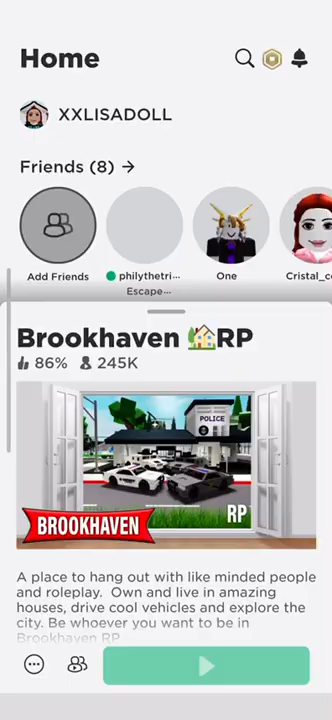 Home
XXLISADOLL
Friends (8) →
Add Friends
philythetri...
Escape...
One
Cristal_c
Brookhaven 🏡RP
86% 245K
POLICE
BROOKHAVEN
RP
A place to hang out with like minded people
and roleplay. Own and live in amazing
houses, drive cool vehicles and explore the
city. Be whoever you want to be in
Brookhaven RP